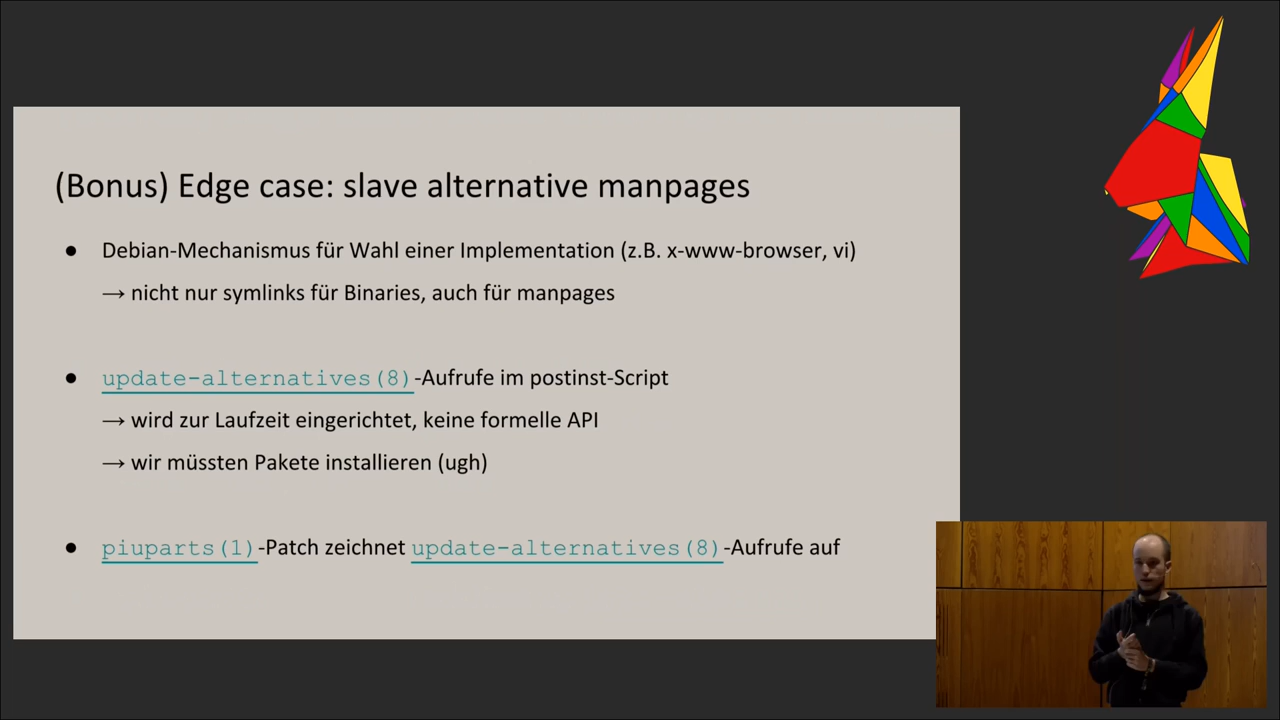 (Bonus) Edge case: slave alternative manpages
● Debian-Mechanismus für Wahl einer Implementation (z.B. x-www-browser, vi)
→ nicht nur symlinks für Binaries, auch für manpages
● update-alternatives(8)-Aufrufe im postinst-Script
→ wird zur Laufzeit eingerichtet, keine formelle API
→ wir müssten Pakete installieren (ugh)
● piuparts(1)-Patch zeichnet update-alternatives(8)-Aufrufe auf